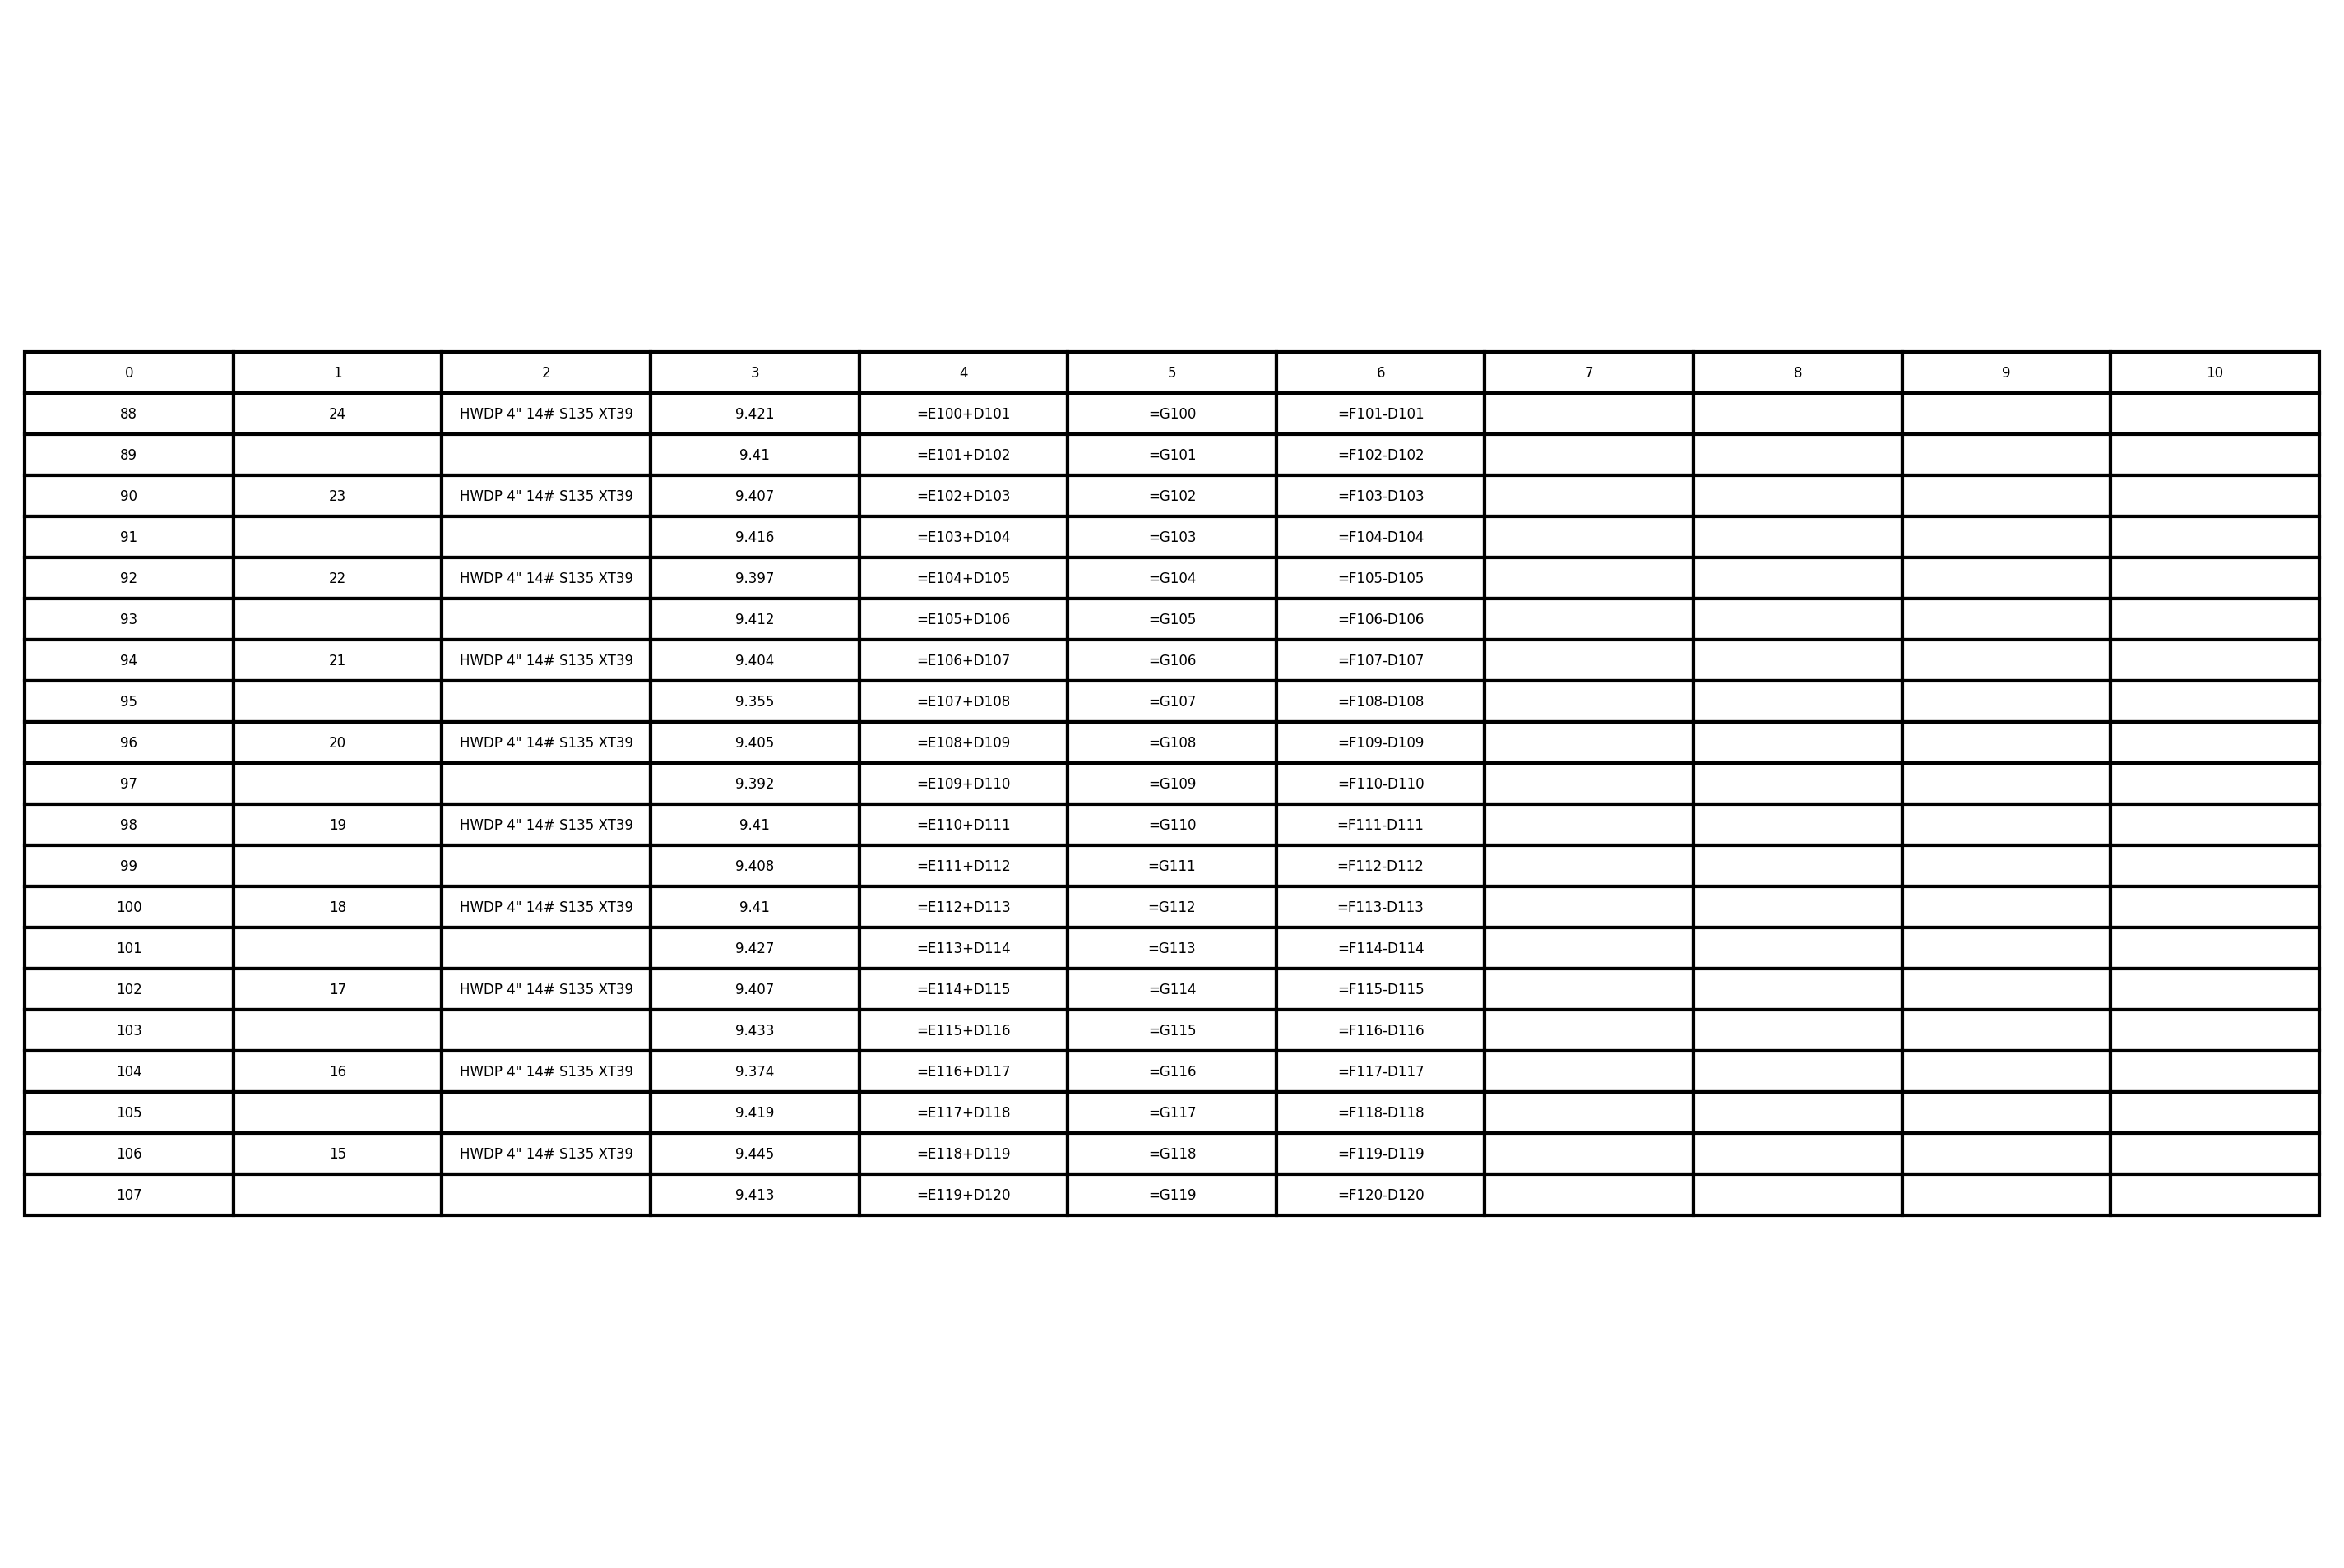 0 1 2 3 4 5 6 7 8 9 10
88 24 HWDP 4" 14# S135 XT39 9.421 =E100+D101 =G100 =F101-D101
89 9.41 =E101+D102 =G101 =F102-D102
90 23 HWDP 4" 14# S135 XT39 9.407 =E102+D103 =G102 =F103-D103
91 9.416 =E103+D104 =G103 =F104-D104
92 22 HWDP 4" 14# S135 XT39 9.397 =E104+D105 =G104 =F105-D105
93 9.412 =E105+D106 =G105 =F106-D106
94 21 HWDP 4" 14# S135 XT39 9.404 =E106+D107 =G106 =F107-D107
95 9.355 =E107+D108 =G107 =F108-D108
96 20 HWDP 4" 14# S135 XT39 9.405 =E108+D109 =G108 =F109-D109
97 9.392 =E109+D110 =G109 =F110-D110
98 19 HWDP 4" 14# S135 XT39 9.41 =E110+D111 =G110 =F111-D111
99 9.408 =E111+D112 =G111 =F112-D112
100 18 HWDP 4" 14# S135 XT39 9.41 =E112+D113 =G112 =F113-D113
101 9.427 =E113+D114 =G113 =F114-D114
102 17 HWDP 4" 14# S135 XT39 9.407 =E114+D115 =G114 =F115-D115
103 9.433 =E115+D116 =G115 =F116-D116
104 16 HWDP 4" 14# S135 XT39 9.374 =E116+D117 =G116 =F117-D117
105 9.419 =E117+D118 =G117 =F118-D118
106 15 HWDP 4" 14# S135 XT39 9.445 =E118+D119 =G118 =F119-D119
107 9.413 =E119+D120 =G119 =F120-D120